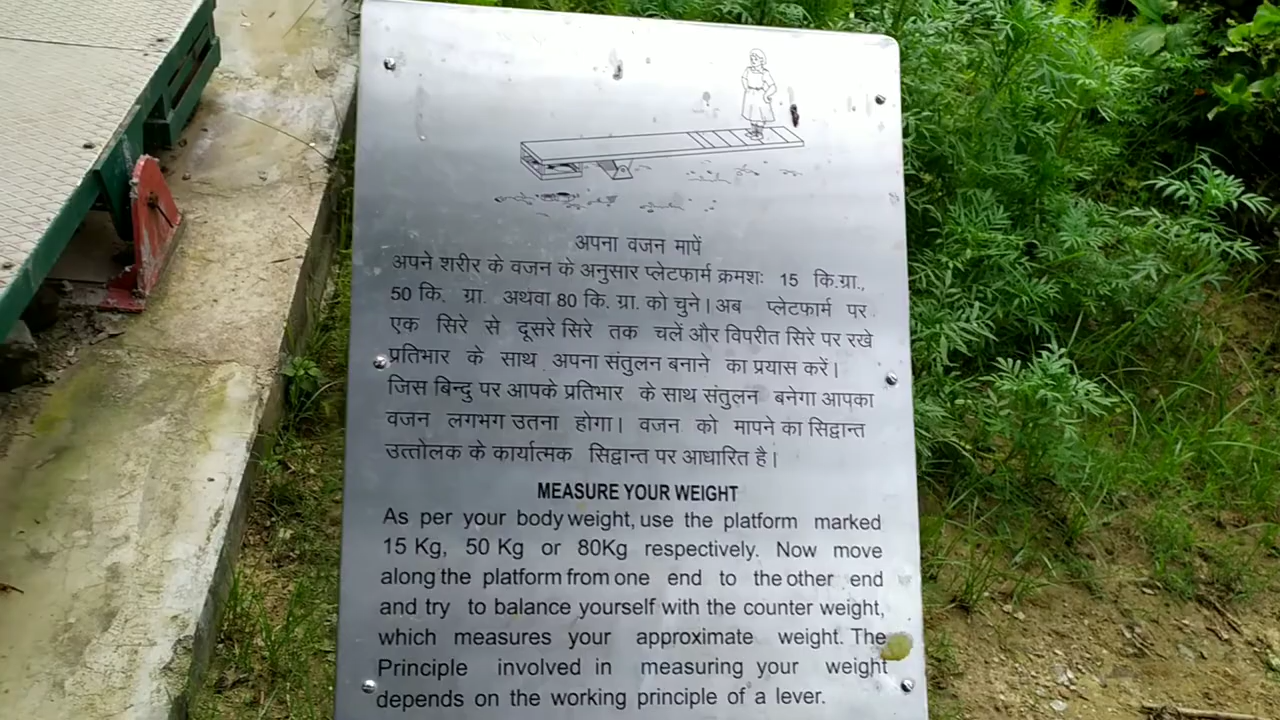 अपना वजन मापें
अपने शरीर के वजन के अनुसार प्लेटफार्म क्रमशः 15 कि.ग्रा.,
50 कि. ग्रा. अथवा 80 कि. ग्रा. को चुने। अब प्लेटफार्म पर
एक सिरे से दूसरे सिरे तक चलें और विपरीत सिरे पर रखे
प्रतिभार के साथ अपना संतुलन बनाने का प्रयास करें।
जिस बिन्दु पर आपके प्रतिभार के साथ संतुलन बनेगा आपका
वजन लगभग उतना होगा। वजन को मापने का सिद्वान्त
उत्तोलक के कार्यात्मक सिद्वान्त पर आधारित है।
MEASURE YOUR WEIGHT
As per your body weight, use the platform marked
15 Kg, 50 Kg or 80Kg respectively. Now move
along the platform from one end to the other end
and try to balance yourself with the counter weight,
which measures your approximate weight. The
Principle involved in measuring your weight
depends on the working principle of a lever.